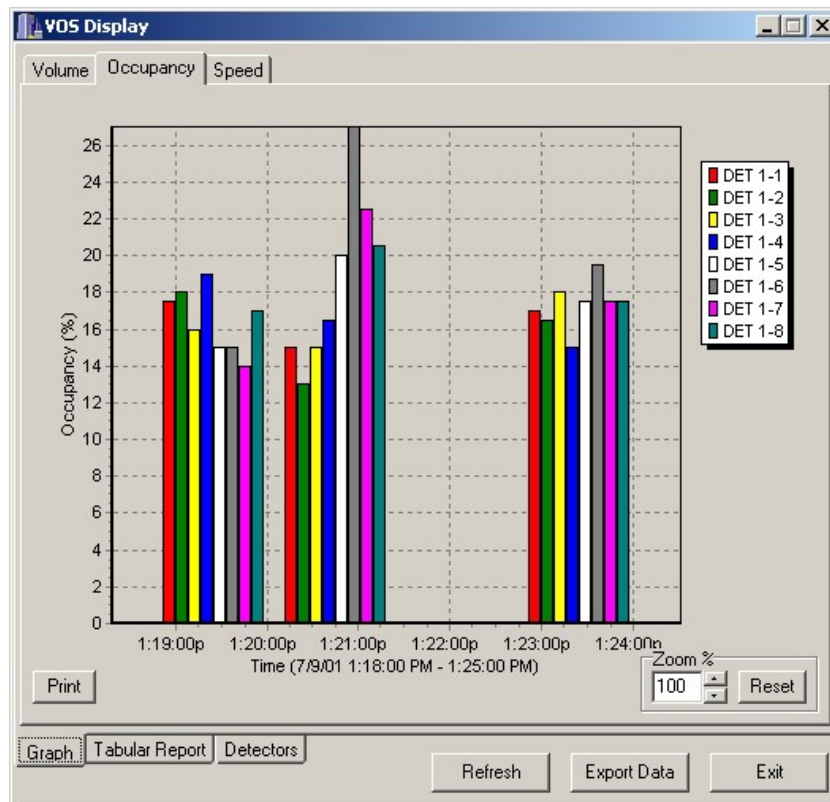 VOS Display
Volume Occupancy Speed
26
24
22
20
18
16
14
12
10
8
6
4
2
0
Occupancy (%)
1:19:00p 1:20:00p 1:21:00p 1:22:00p 1:23:00p 1:24:00p
Time (7/9/01 1:18:00 PM - 1:25:00 PM)
DET 1-1
DET 1-2
DET 1-3
DET 1-4
DET 1-5
DET 1-6
DET 1-7
DET 1-8
Print
Zoom %
100 Reset
Graph Tabular Report Detectors
Refresh Export Data Exit